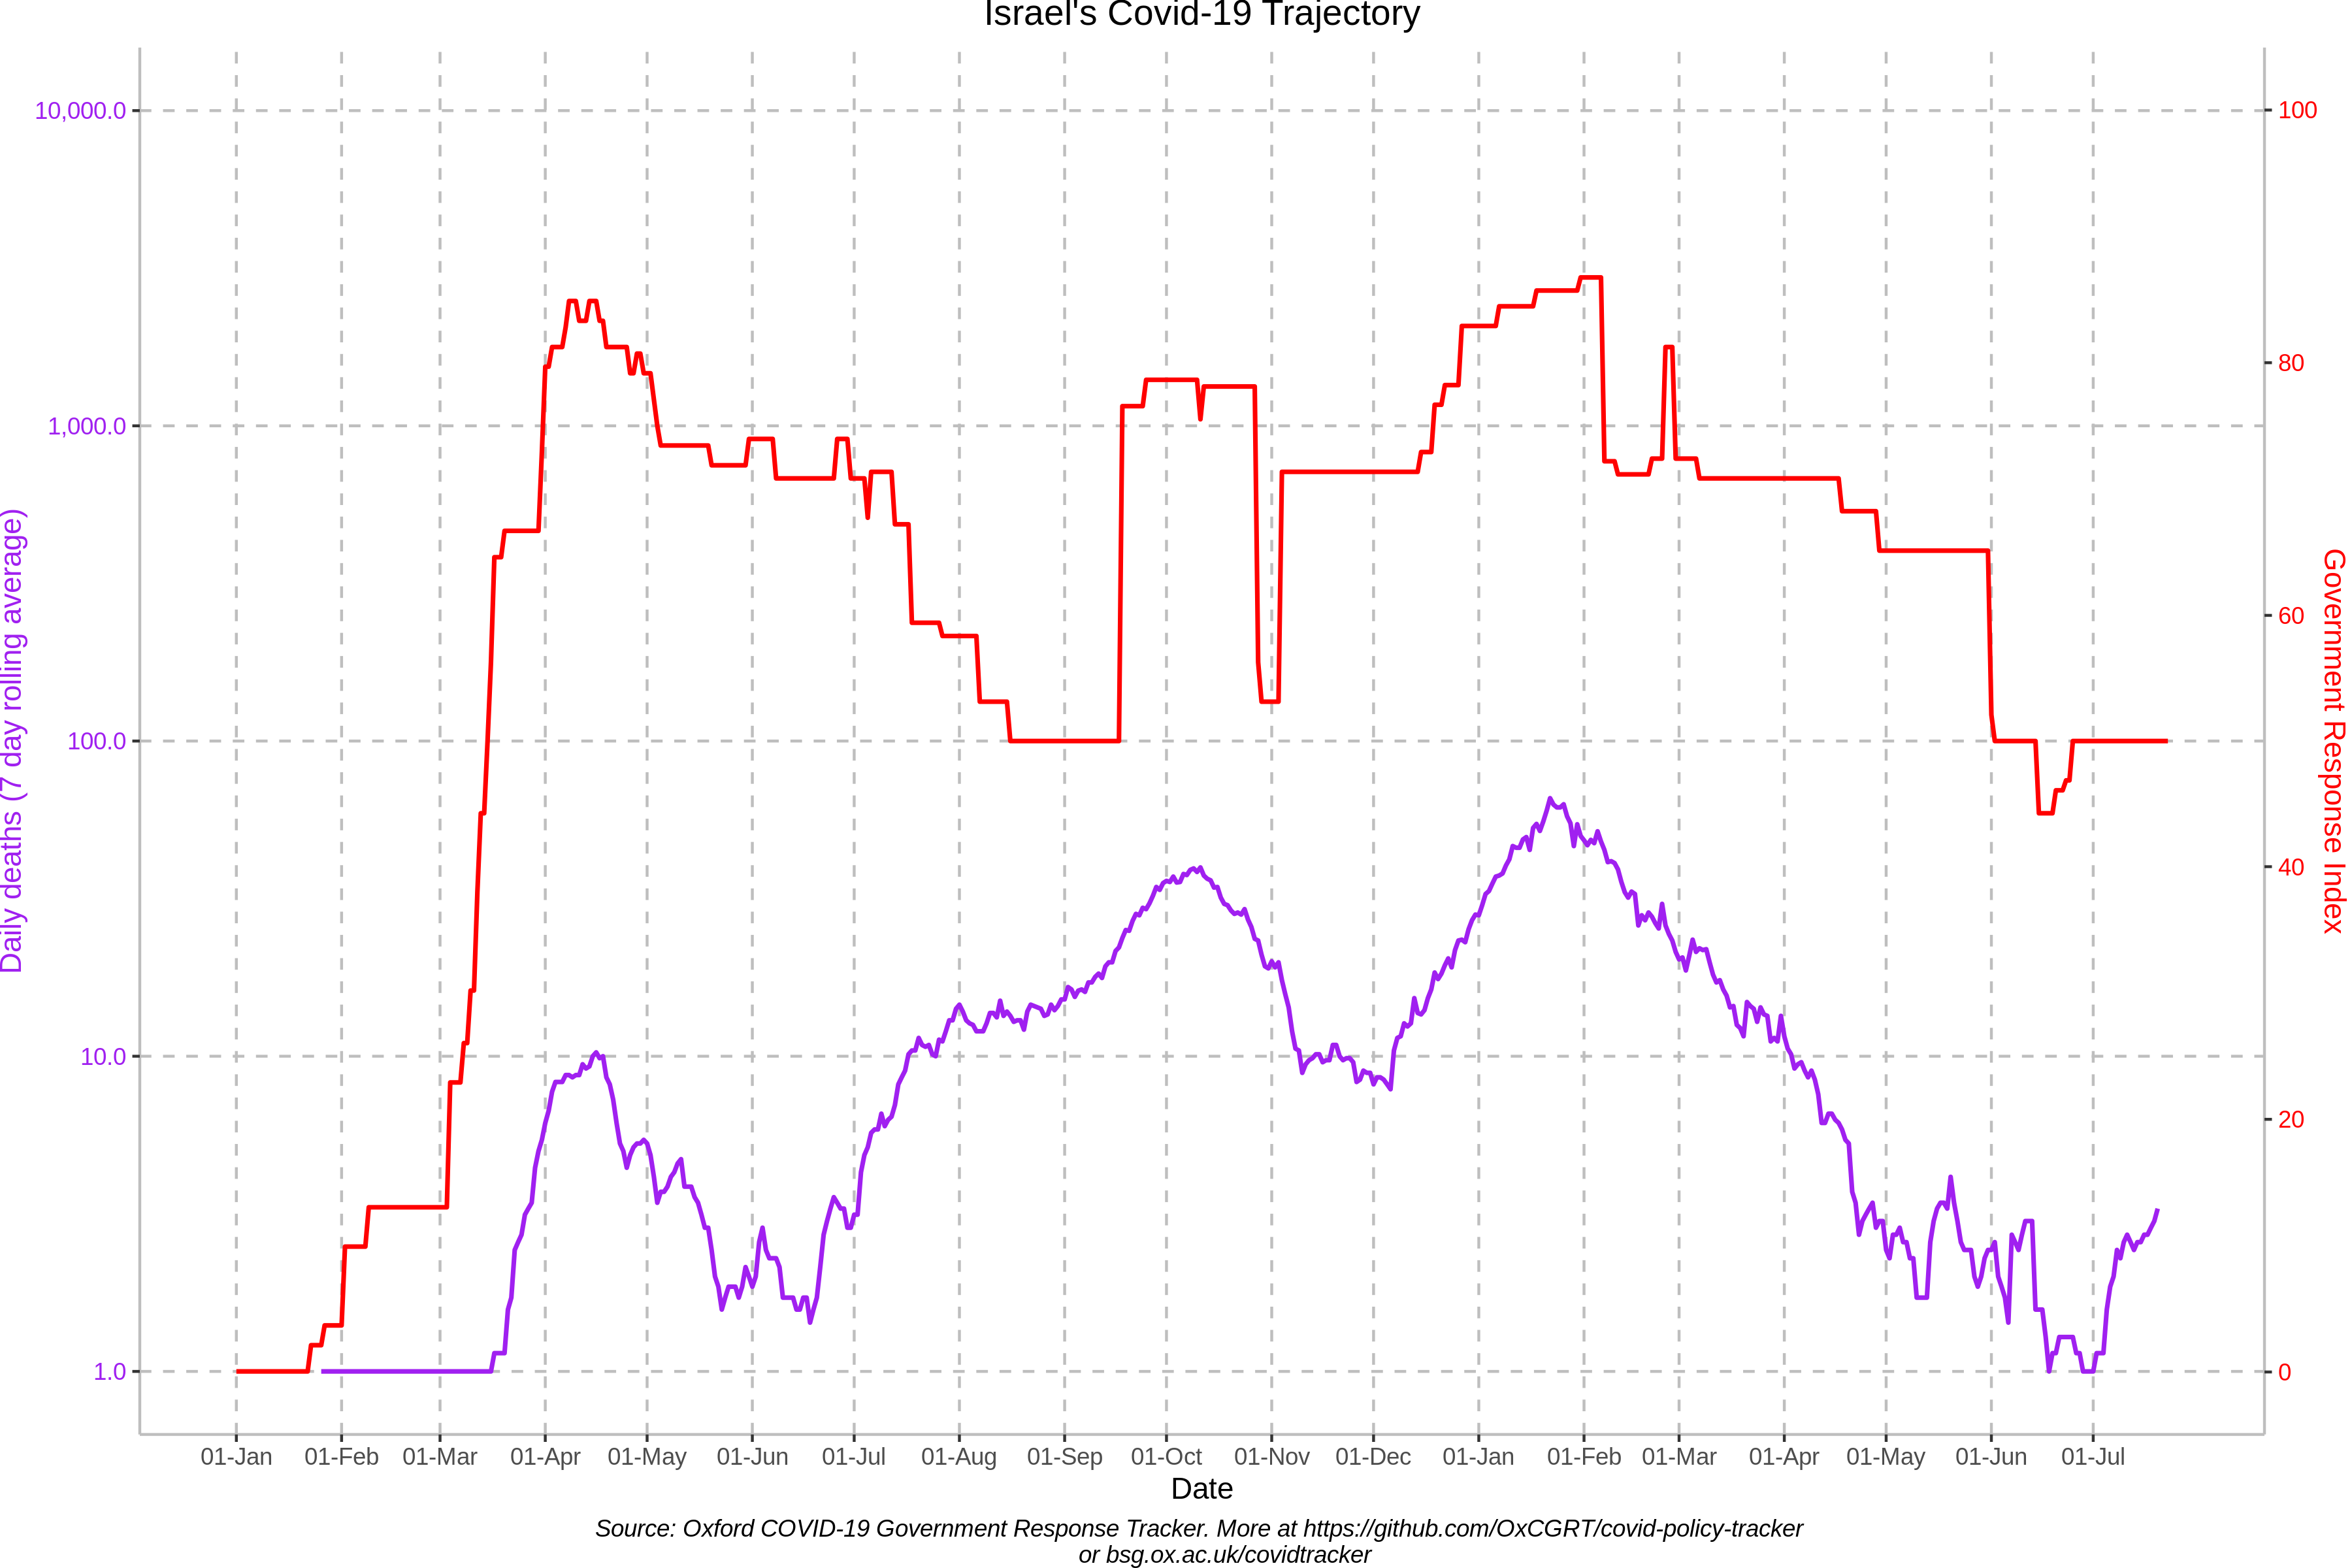 Israel's Covid-19 Trajectory
10,000.0
1,000.0
100.0
10.0
1.0
Daily deaths (7 day rolling average)
100
80
60
40
20
0
Government Response Index
01-Jan 01-Feb 01-Mar 01-Apr 01-May 01-Jun 01-Jul 01-Aug 01-Sep 01-Oct 01-Nov 01-Dec 01-Jan 01-Feb 01-Mar 01-Apr 01-May 01-Jun 01-Jul
Date
Source: Oxford COVID-19 Government Response Tracker. More at https://github.com/OxCGRT/covid-policy-tracker
or bsg.ox.ac.uk/covidtracker